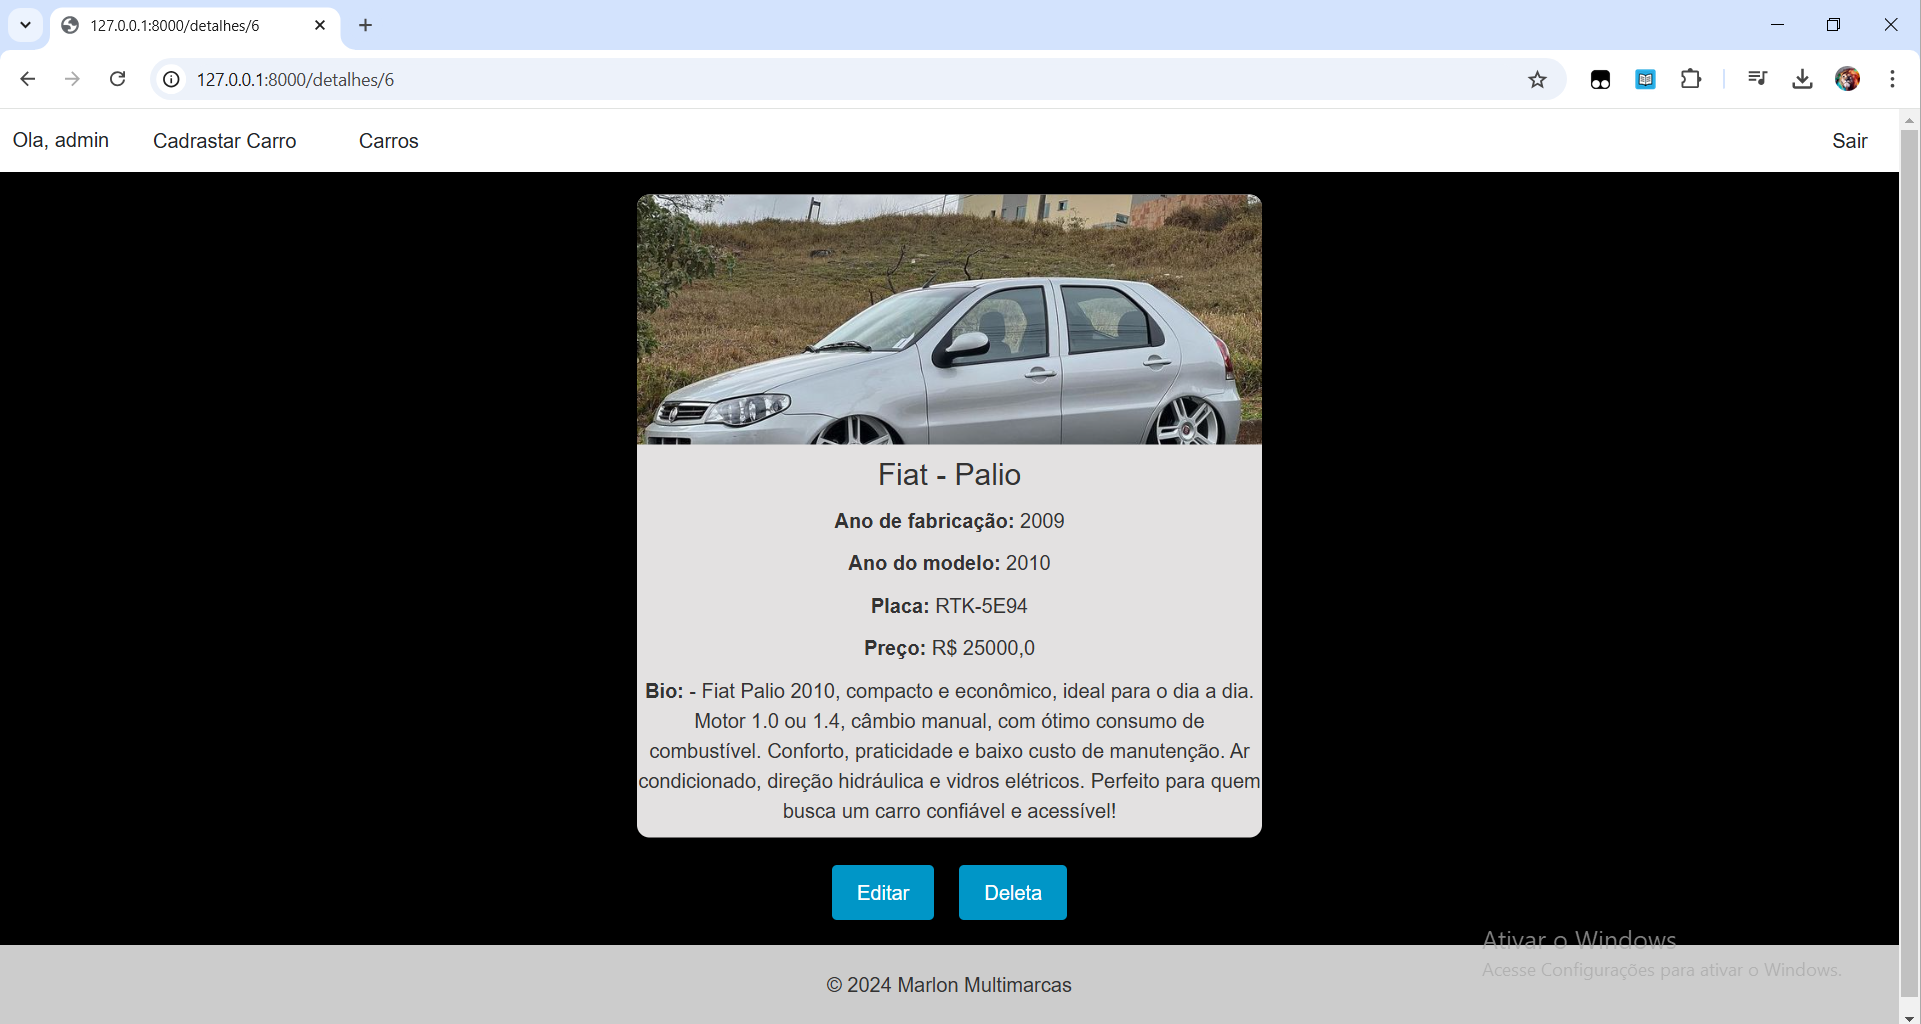 127.0.0.1:8000/detalhes/6
127.0.0.1:8000/detalhes/6
Ola, admin Cadrastar Carro Carros Sair
Fiat - Palio
Ano de fabricação: 2009
Ano do modelo: 2010
Placa: RTK-5E94
Preço: R$ 25000,0
Bio: - Fiat Palio 2010, compacto e econômico, ideal para o dia a dia.
Motor 1.0 ou 1.4, câmbio manual, com ótimo consumo de
combustível. Conforto, praticidade e baixo custo de manutenção. Ar
condicionado, direção hidráulica e vidros elétricos. Perfeito para quem
busca um carro confiável e acessível!
Editar Deleta
Ativar o Windows
Acesse Configurações para ativar o Windows.
© 2024 Marlon Multimarcas